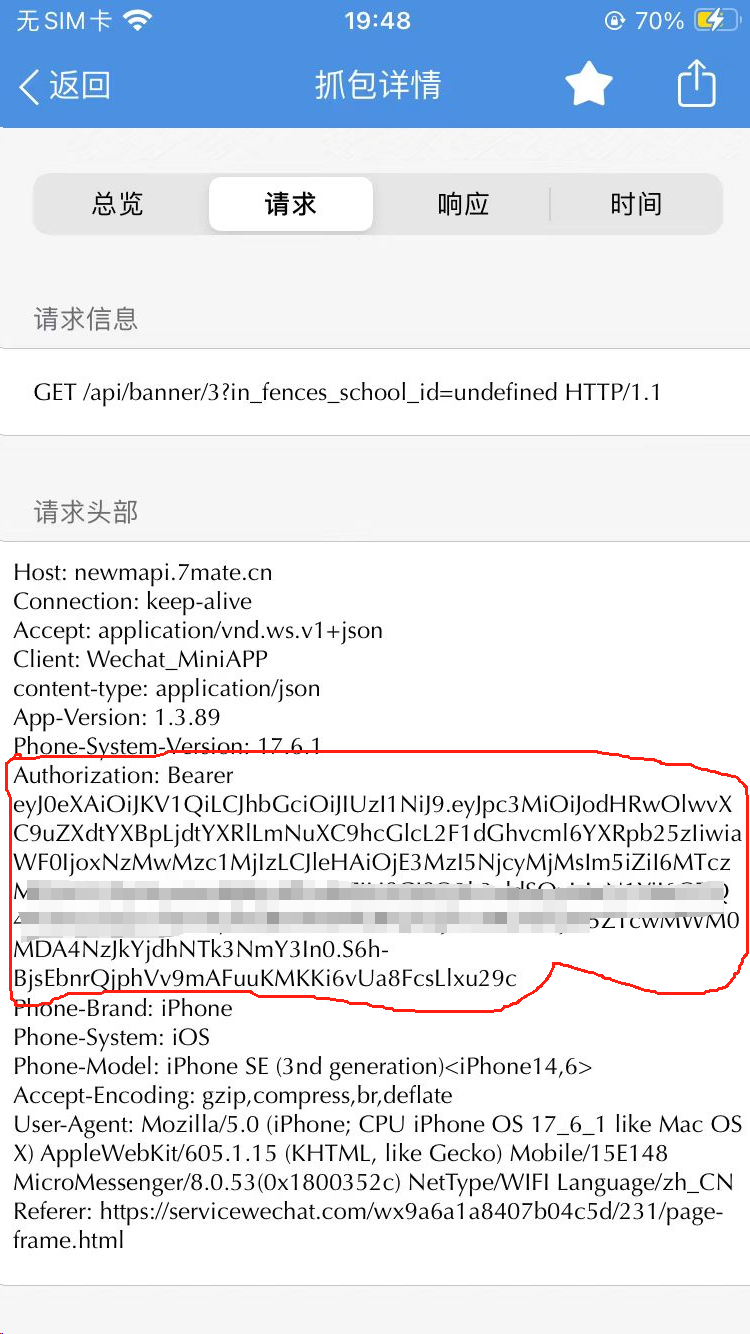 无SIM卡 19:48 70%
返回 抓包详情
总览 请求 响应 时间
请求信息
GET /api/banner/3?in_fences_school_id=undefined HTTP/1.1
请求头部
Host: newmapi.7mate.cn
Connection: keep-alive
Accept: application/vnd.ws.v1+json
Client: Wechat_MiniAPP
content-type: application/json
App-Version: 1.3.89
Phone-System-Version: 17.6.1
Authorization: Bearer
eyJ0eXAiOiJKV1QiLCJhbGciOiJIUzI1NiJ9.eyJpc3MiOiJodHRwOlwvX
C9uZXdtYXBpLjdtYXRlLmNuXC9hcGlcL2F1dGhvcml6YXRpb25zIiwia
WF0IjoxNzMwMzc1MjIzLCJleHAiOjE3MzI5NjcyMjMsIm5iZiI6MTcz
MDA4NzJkYjdhNTk3NmY3In0.S6h-
BjsEbnrQjphVv9mAFuuKMKKi6vUa8FcsLlxu29c
Phone-Brand: iPhone
Phone-System: iOS
Phone-Model: iPhone SE (3nd generation)<iPhone14,6>
Accept-Encoding: gzip,compress,br,deflate
User-Agent: Mozilla/5.0 (iPhone; CPU iPhone OS 17_6_1 like Mac OS
X) AppleWebKit/605.1.15 (KHTML, like Gecko) Mobile/15E148
MicroMessenger/8.0.53(0x1800352c) NetType/WIFI Language/zh_CN
Referer: https://servicewechat.com/wx9a6a1a8407b04c5d/231/page-
frame.html